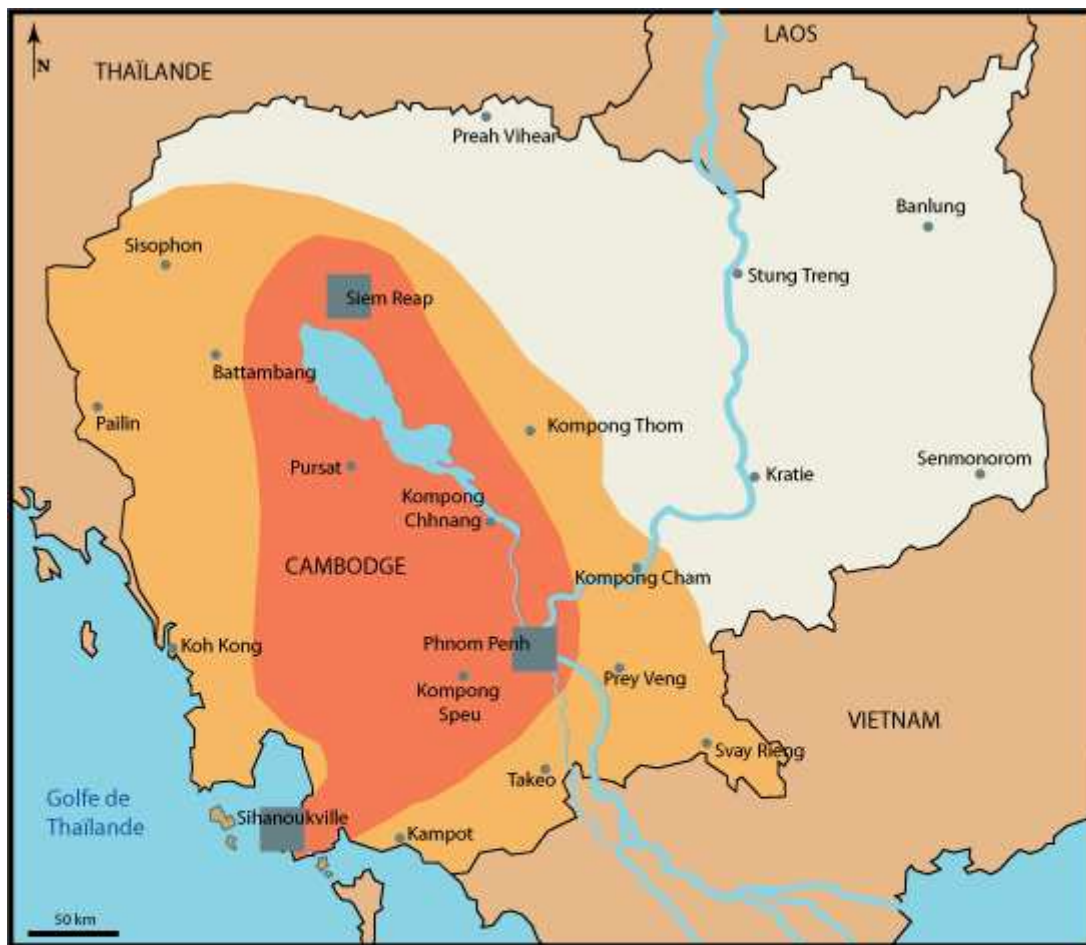 LAOS
N
THAÏLANDE
Preah Vihear
Banlung
Sisophon
Stung Treng
Siem Reap
Battambang
Pailin
Kompong Thom
Pursat
Kratie
Senmonorom
Kompong
Chhnang
CAMBODGE
Kompong Cham
Koh Kong
Phnom Penh
Prey Veng
Kompong
Speu
VIETNAM
Svay Rieng
Takeo
Golfe de
Thaïlande
Sihanoukville
Kampot
50 km